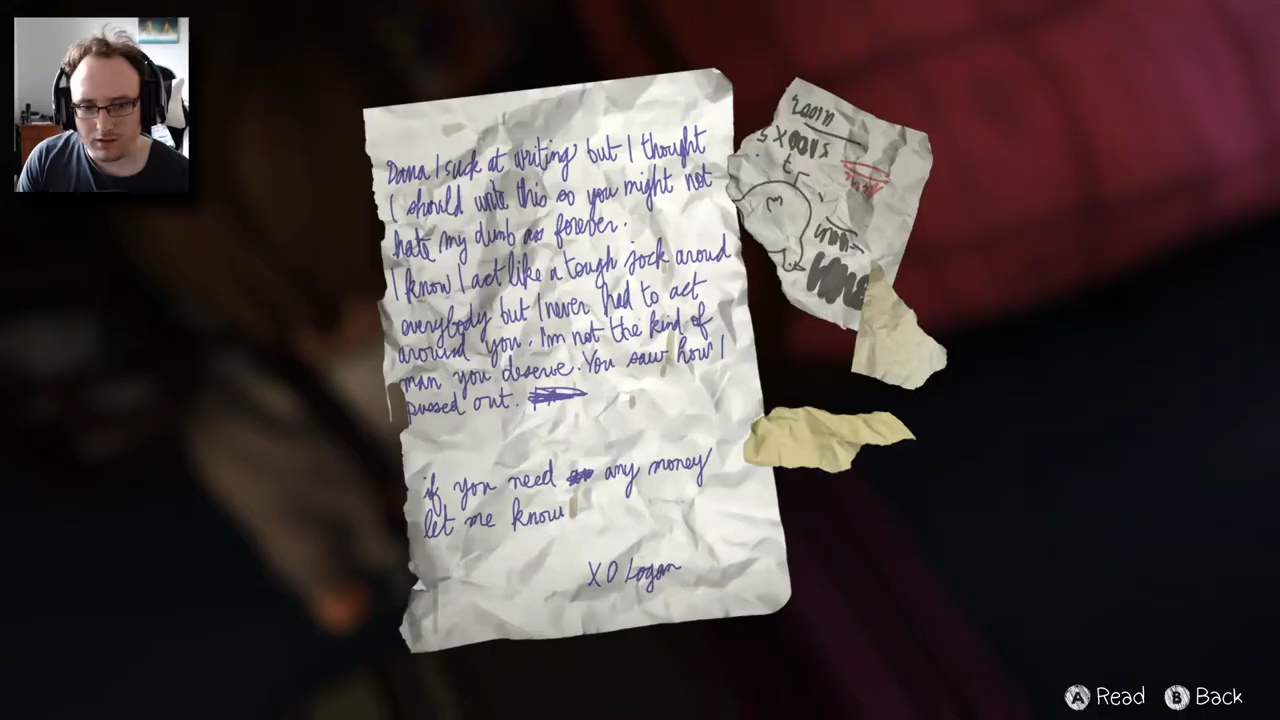 Dana I suck at writing but I thought
I should write this so you might not
hate my dumb ass forever.
I know I act like a tough jock aroud
everybody but I never had to act
around you. I'm not the kind of
man you deserve. You saw how I
pussed out.
if you need any money
let me know
XO Logan
Read
Back